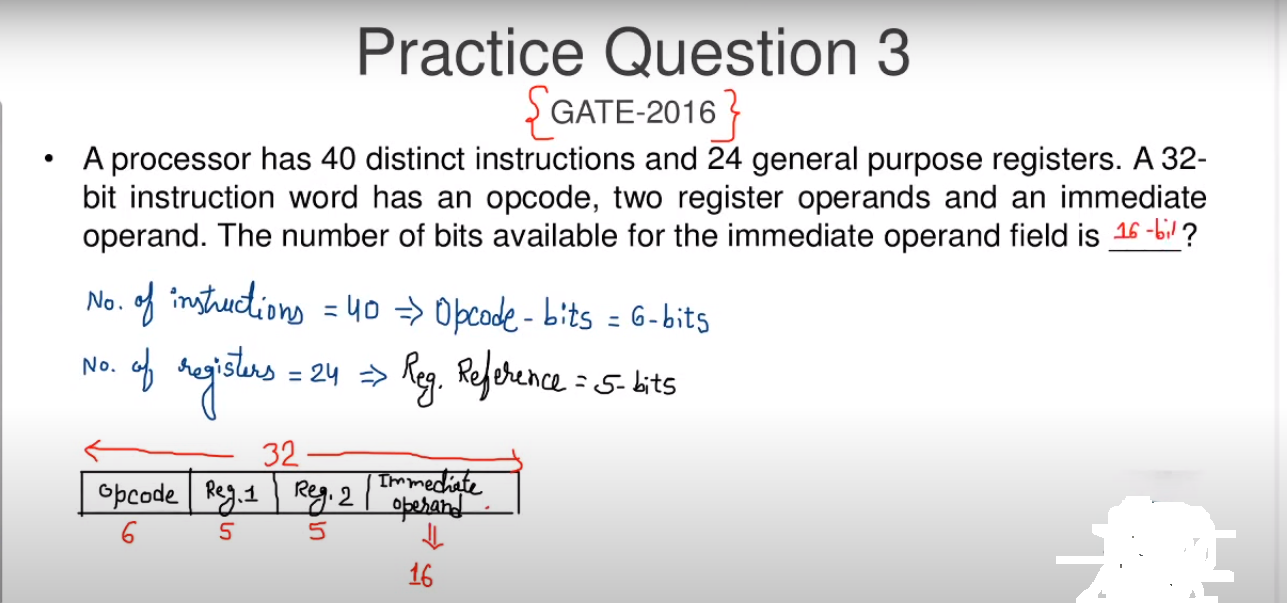 Practice Question 3
{GATE-2016}
• A processor has 40 distinct instructions and 24 general purpose registers. A 32-
bit instruction word has an opcode, two register operands and an immediate
operand. The number of bits available for the immediate operand field is 16-bit?
No. of instructions = 40 ⇒ Opcode-bits = 6-bits
No. of registers = 24 ⇒ Reg. Reference = 5-bits
32
Opcode Reg.1 Reg.2 Immediate
operand
6 5 5 ⇓
16